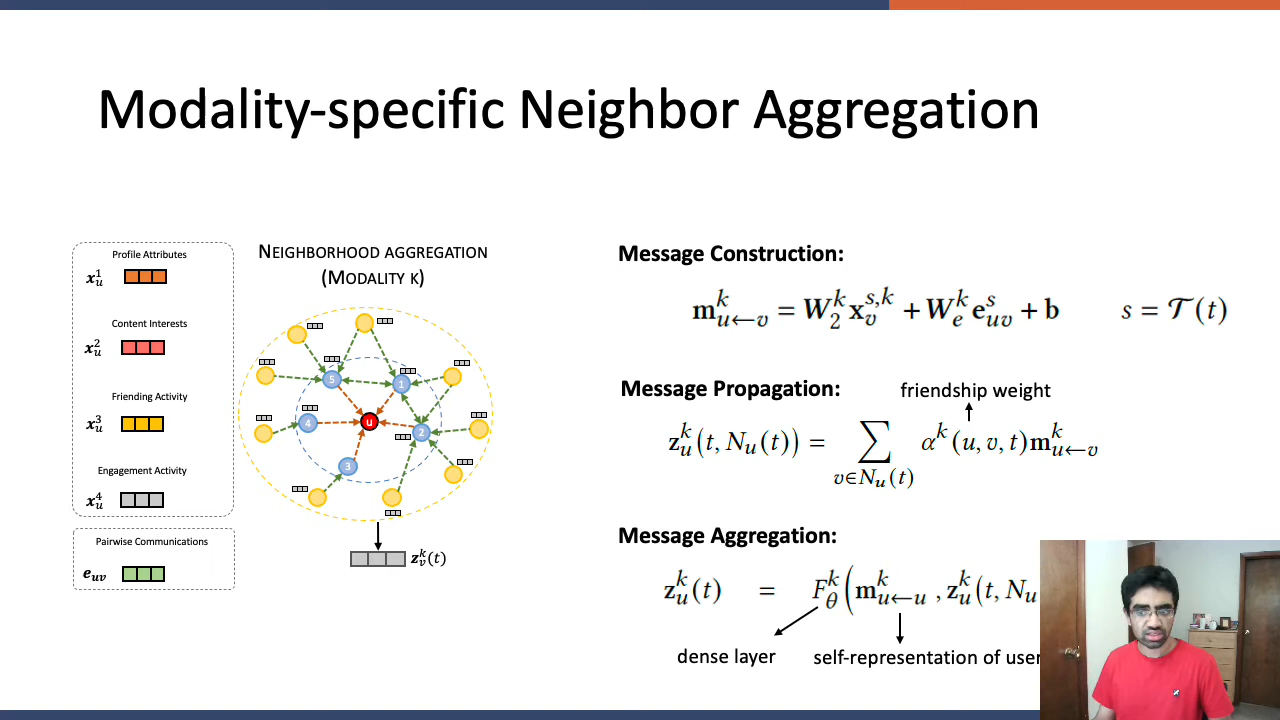 Modality-specific Neighbor Aggregation
Profile Attributes
x_u^1
Content Interests
x_u^2
Friending Activity
x_u^3
Engagement Activity
x_u^4
Pairwise Communications
e_{uv}
NEIGHBORHOOD AGGREGATION
(MODALITY K)
5
1
4
u
2
3
z_v^k(t)
Message Construction:
m_{u←v}^k = W_2^k x_v^{s,k} + W_e^k e_{uv}^s + b s = 𝒯(t)
Message Propagation:
friendship weight
z_u^k(t, N_u(t)) = ∑_{v∈N_u(t)} α^k(u, v, t)m_{u←v}^k
Message Aggregation:
z_u^k(t) = F_θ^k(m_{u←u}^k , z_u^k(t, N_u
dense layer
self-representation of user